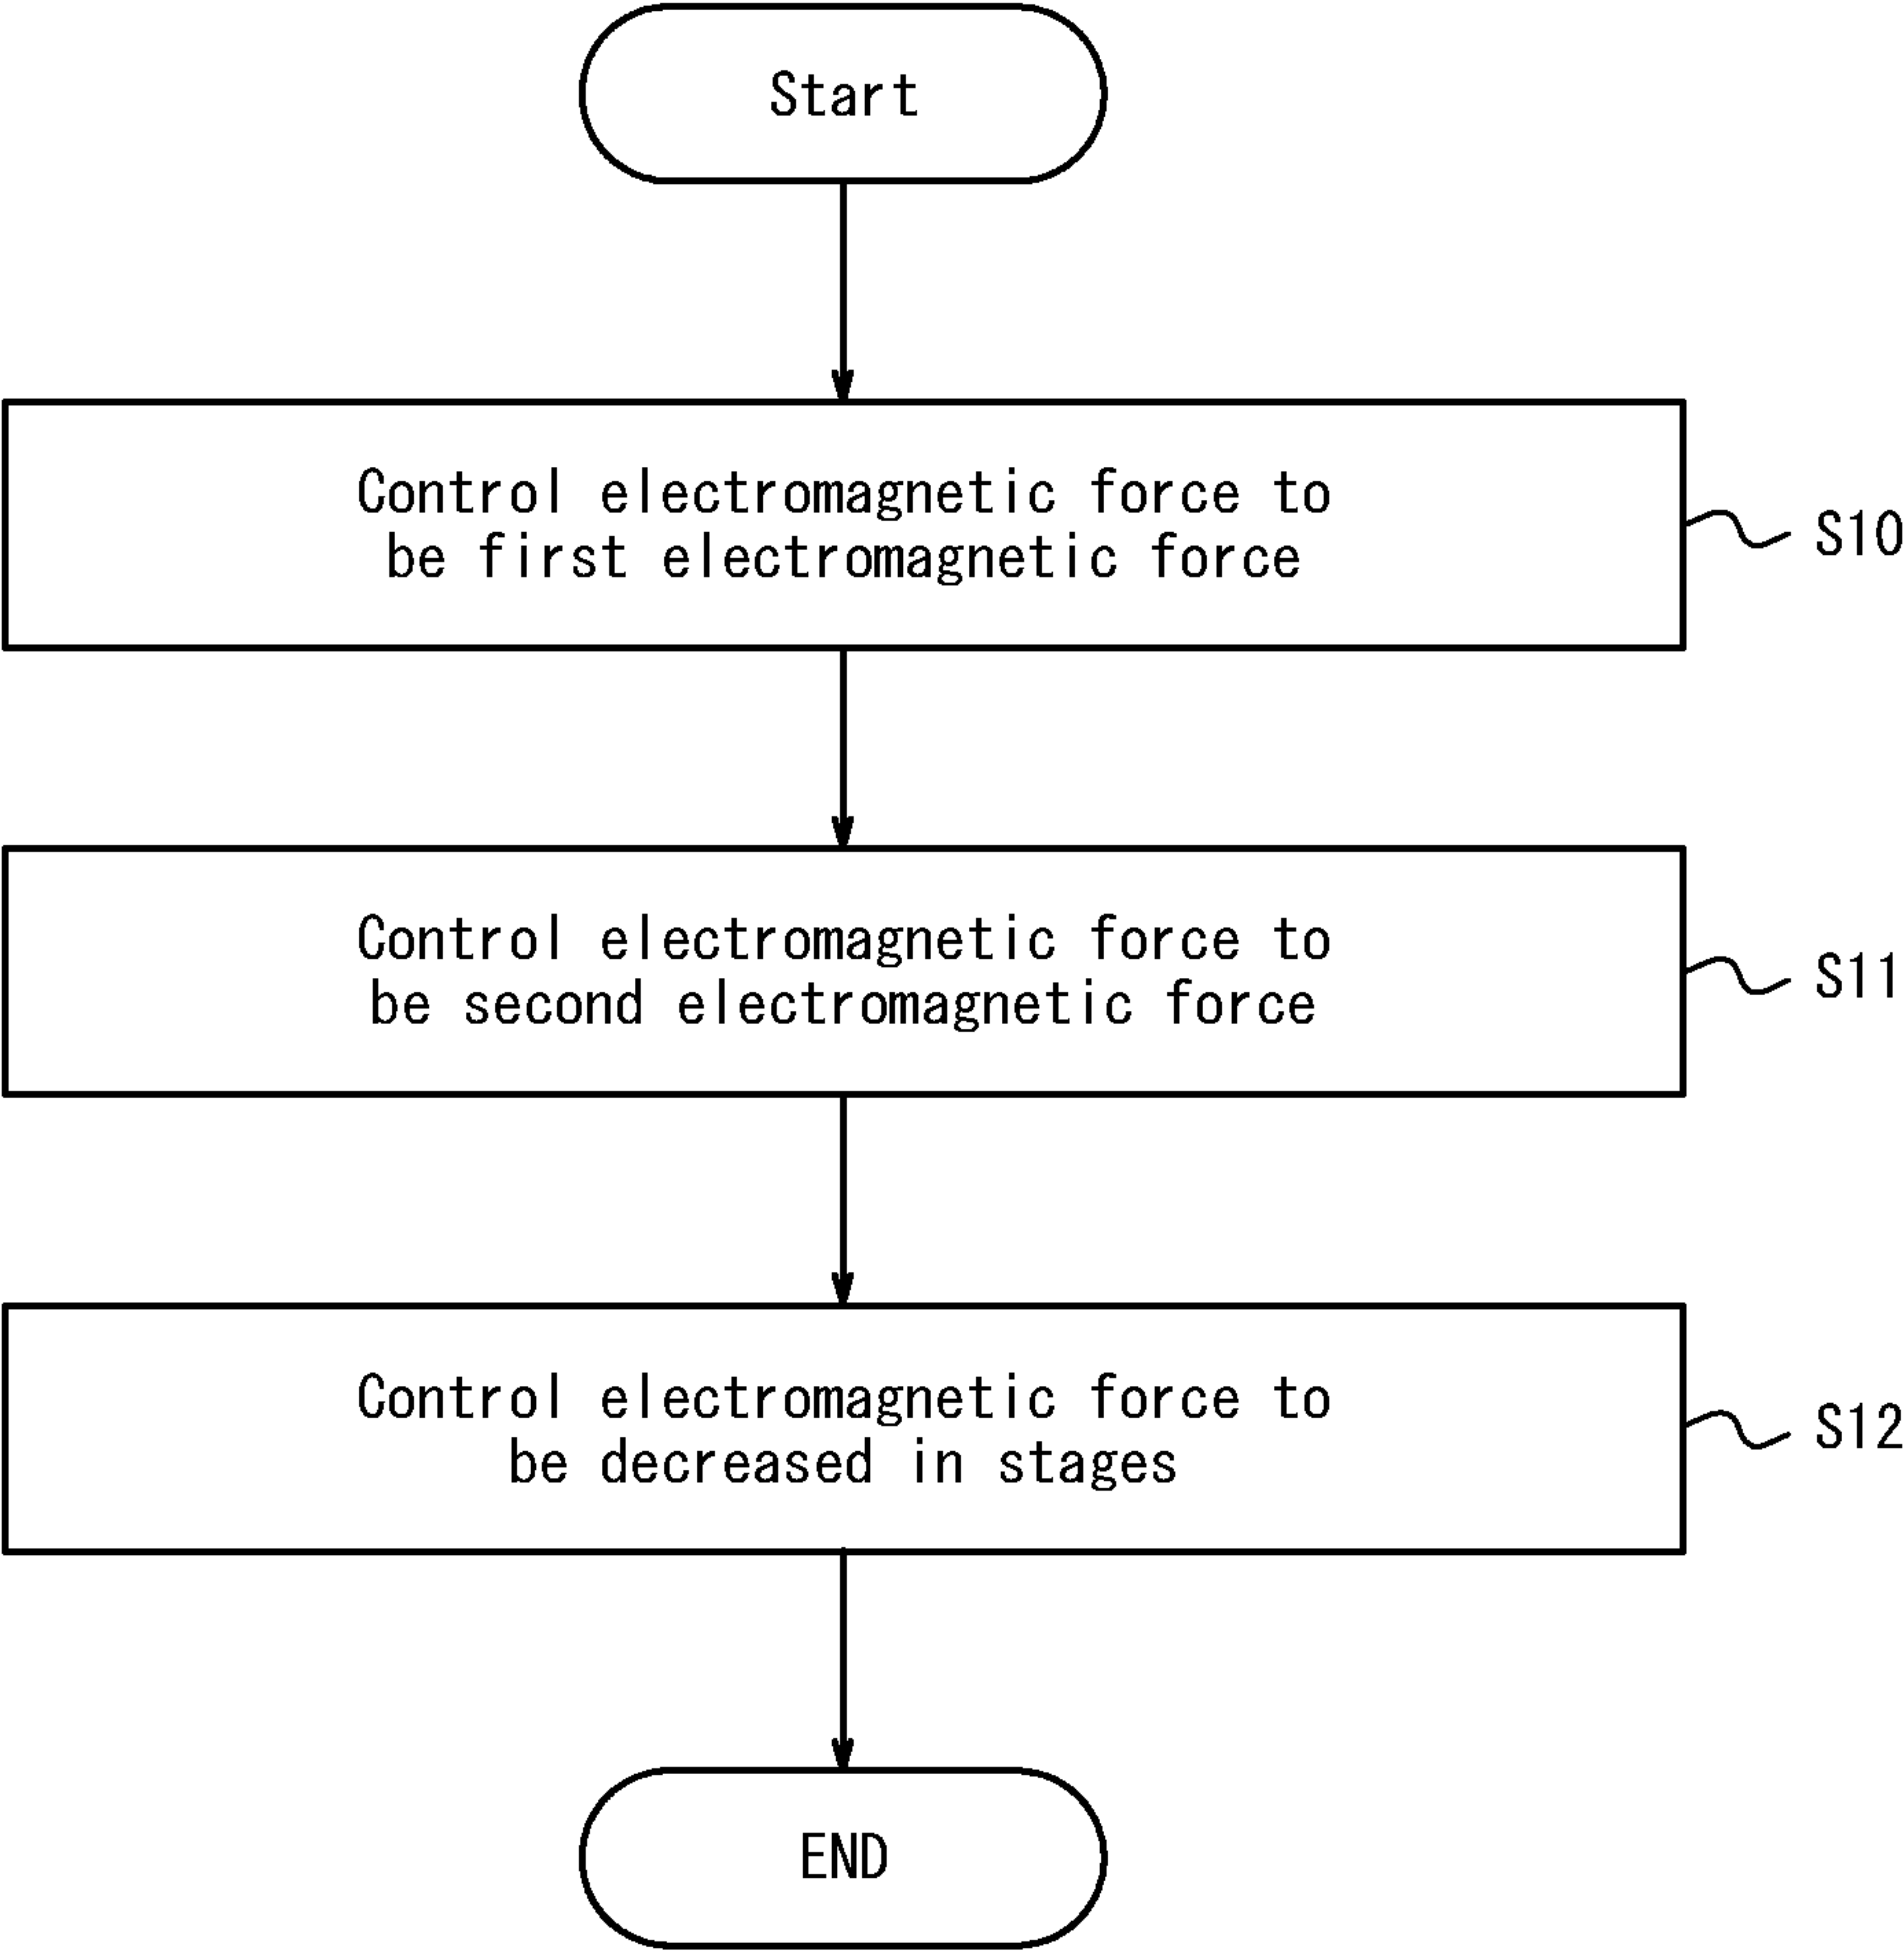 Start
Control electromagnetic force to
be first electromagnetic force
S10
Control electromagnetic force to
be second electromagnetic force
S11
Control electromagnetic force to
be decreased in stages
S12
END